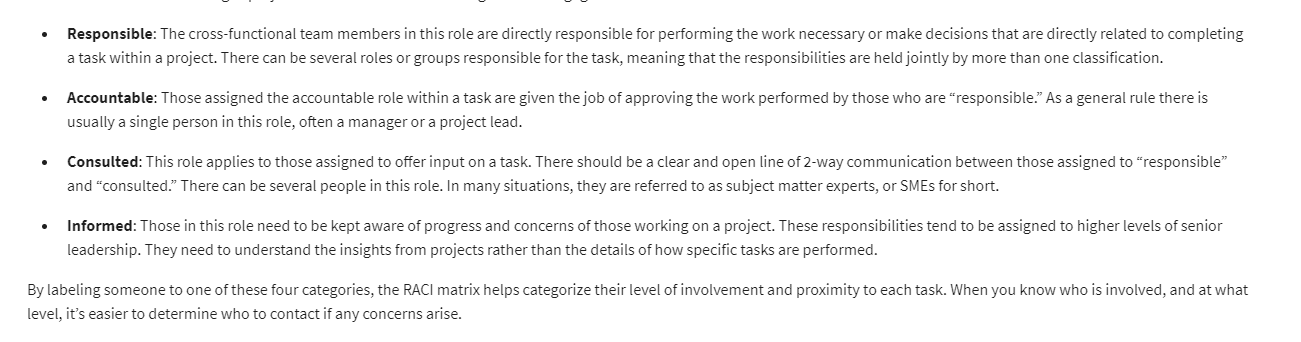 • Responsible: The cross-functional team members in this role are directly responsible for performing the work necessary or make decisions that are directly related to completing
a task within a project. There can be several roles or groups responsible for the task, meaning that the responsibilities are held jointly by more than one classification.
• Accountable: Those assigned the accountable role within a task are given the job of approving the work performed by those who are “responsible.” As a general rule there is
usually a single person in this role, often a manager or a project lead.
• Consulted: This role applies to those assigned to offer input on a task. There should be a clear and open line of 2-way communication between those assigned to “responsible”
and “consulted.” There can be several people in this role. In many situations, they are referred to as subject matter experts, or SMEs for short.
• Informed: Those in this role need to be kept aware of progress and concerns of those working on a project. These responsibilities tend to be assigned to higher levels of senior
leadership. They need to understand the insights from projects rather than the details of how specific tasks are performed.
By labeling someone to one of these four categories, the RACI matrix helps categorize their level of involvement and proximity to each task. When you know who is involved, and at what
level, it’s easier to determine who to contact if any concerns arise.